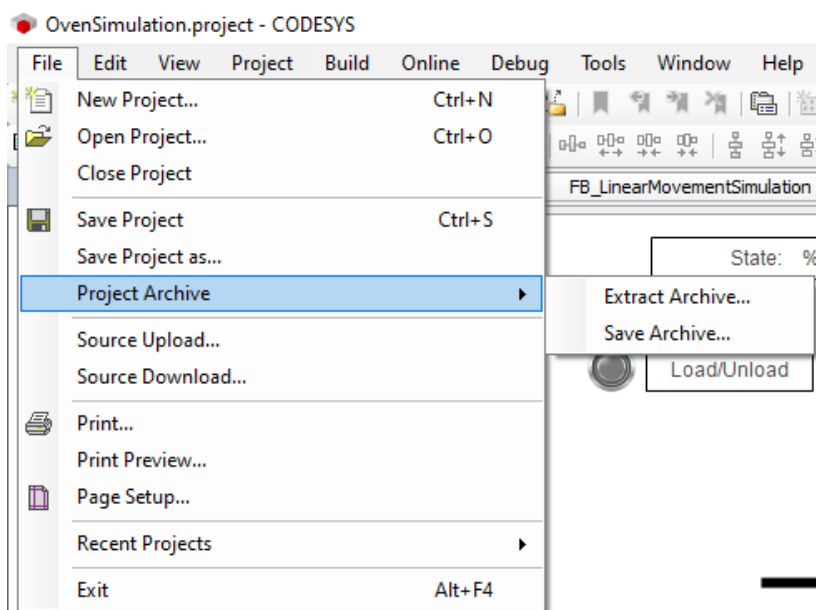 OvenSimulation.project - CODESYS
File Edit View Project Build Online Debug Tools Window Help
New Project... Ctrl+N
Open Project... Ctrl+O
Close Project
FB_LinearMovementSimulation
Save Project Ctrl+S
Save Project as...
State: %
Project Archive
Extract Archive...
Save Archive...
Source Upload...
Source Download...
Load/Unload
Print...
Print Preview...
Page Setup...
Recent Projects
Exit Alt+F4